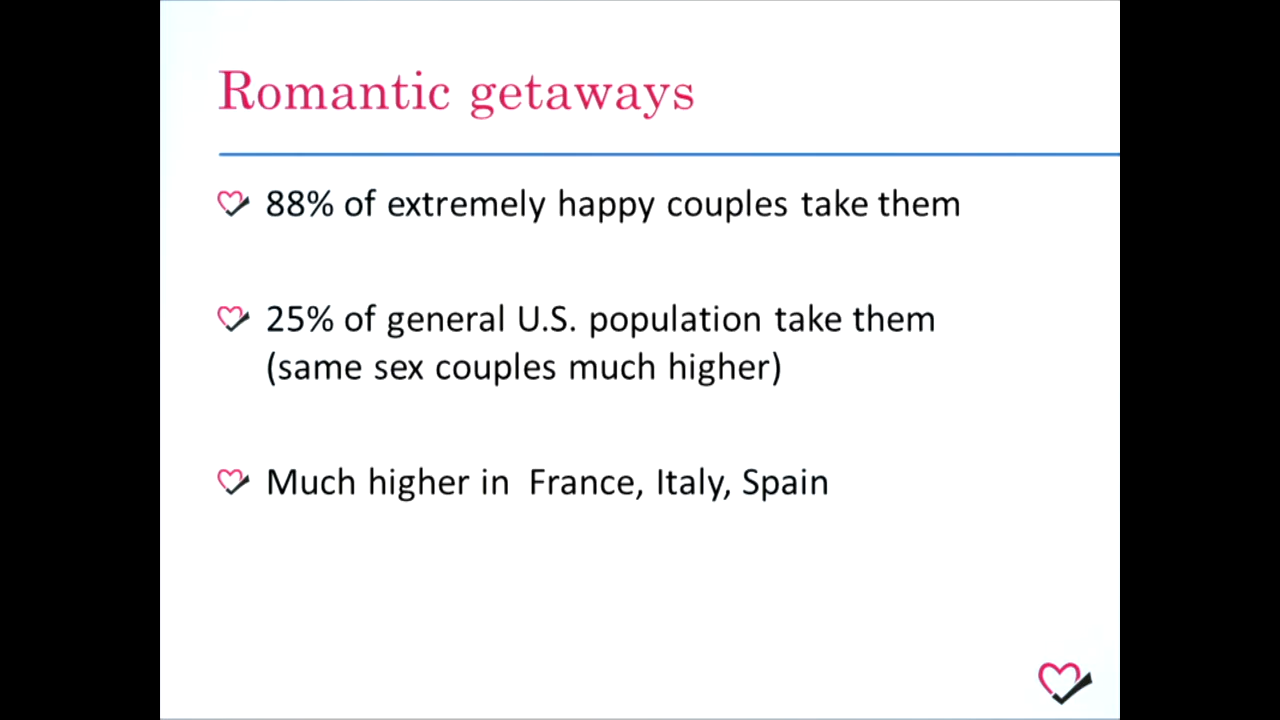 Romantic getaways
88% of extremely happy couples take them
25% of general U.S. population take them
(same sex couples much higher)
Much higher in France, Italy, Spain